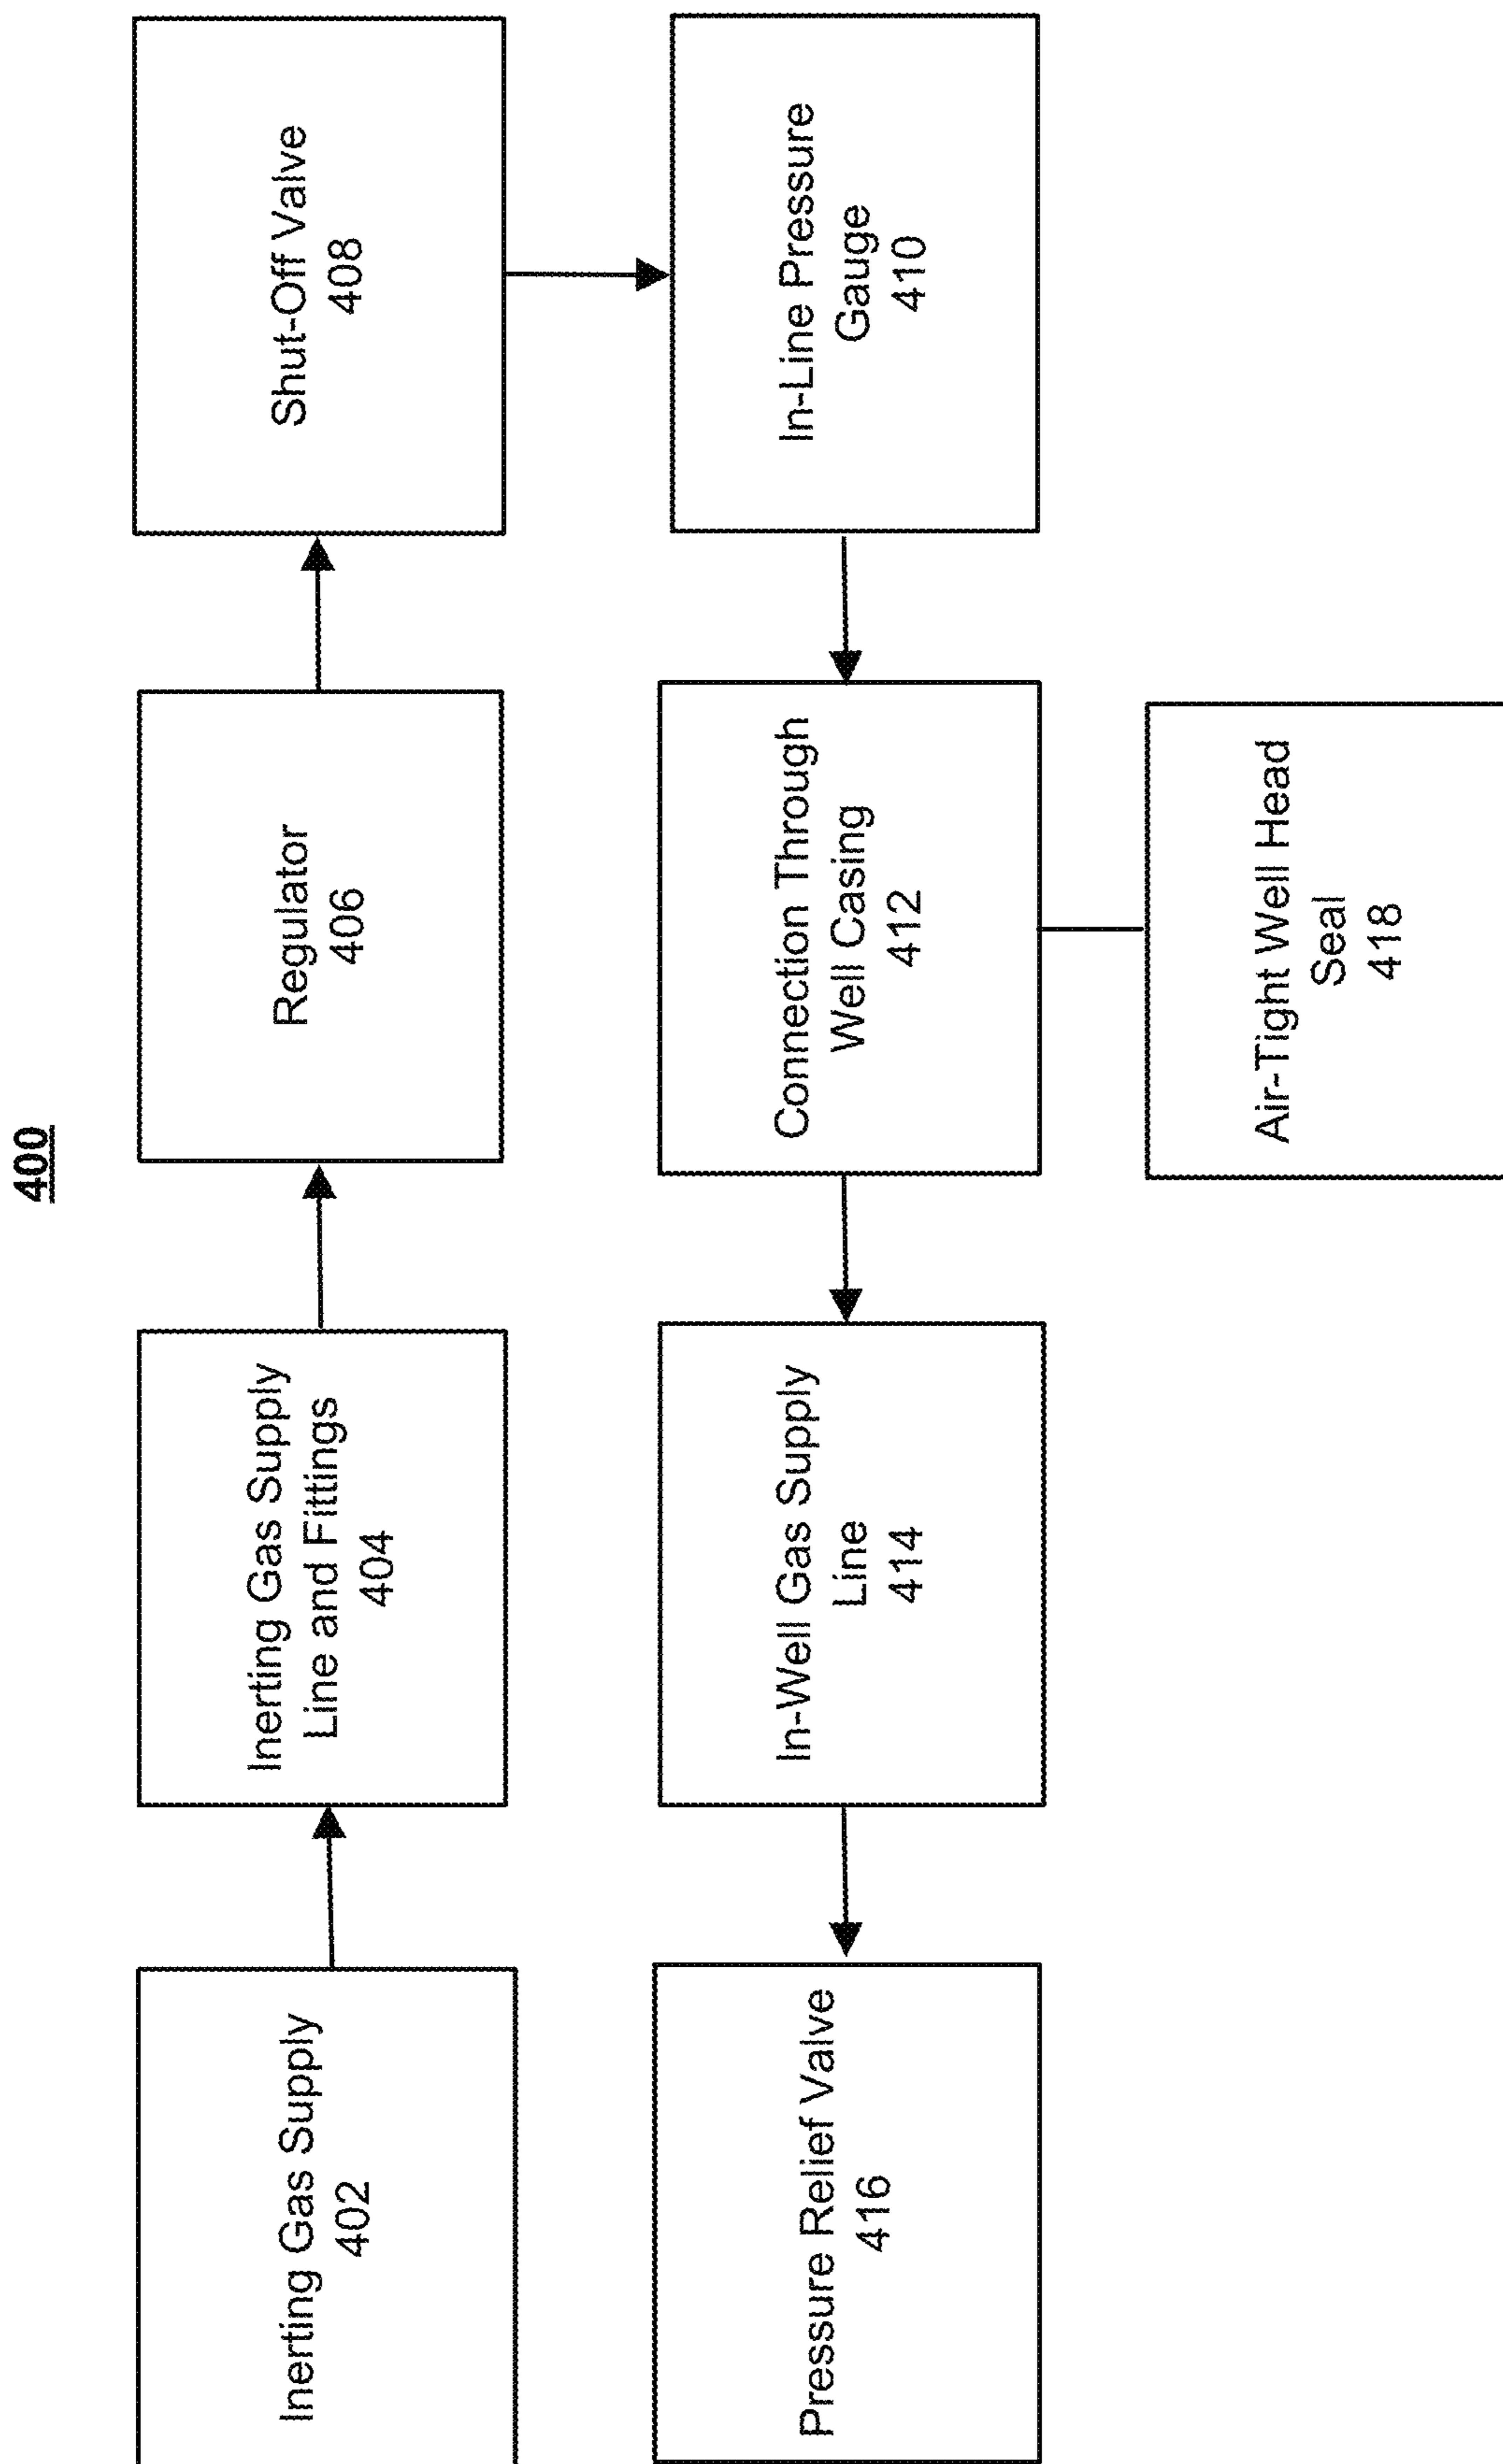 400
Inerting Gas Supply
402
Inerting Gas Supply
Line and Fittings
404
Regulator
406
Shut-Off Valve
408
In-Line Pressure
Gauge
410
Connection Through
Well Casing
412
In-Well Gas Supply
Line
414
Pressure Relief Valve
416
Air-Tight Well Head
Seal
418